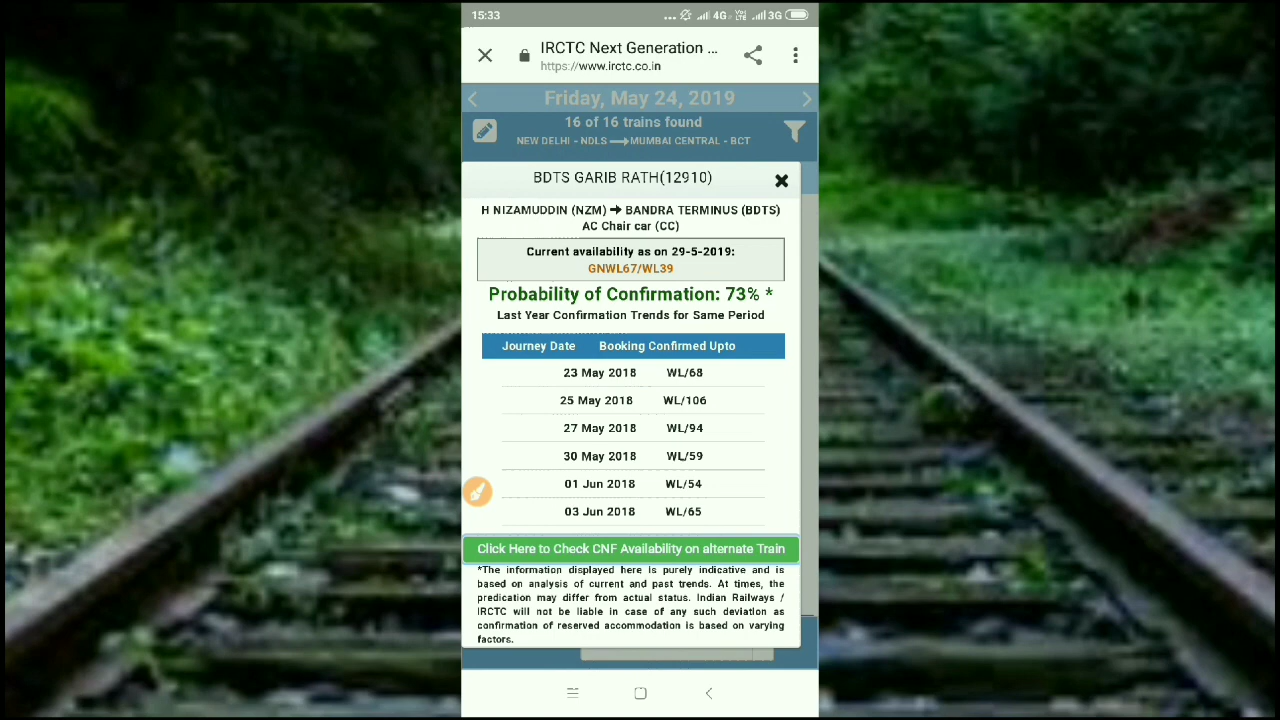 15:33
... 4G 3G
IRCTC Next Generation ...
https://www.irctc.co.in
Friday, May 24, 2019
16 of 16 trains found
NEW DELHI - NDLS ⟶ MUMBAI CENTRAL - BCT
BDTS GARIB RATH(12910)
H NIZAMUDDIN (NZM) ➔ BANDRA TERMINUS (BDTS)
AC Chair car (CC)
Current availability as on 29-5-2019:
GNWL67/WL39
Probability of Confirmation: 73% *
Last Year Confirmation Trends for Same Period
Journey Date Booking Confirmed Upto
23 May 2018 WL/68
25 May 2018 WL/106
27 May 2018 WL/94
30 May 2018 WL/59
01 Jun 2018 WL/54
03 Jun 2018 WL/65
Click Here to Check CNF Availability on alternate Train
*The information displayed here is purely indicative and is
based on analysis of current and past trends. At times, the
predication may differ from actual status. Indian Railways /
IRCTC will not be liable in case of any such deviation as
confirmation of reserved accommodation is based on varying
factors.